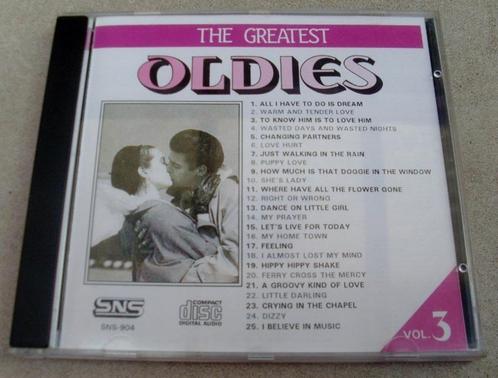 THE GREATEST
OLDIES
1. ALL I HAVE TO DO IS DREAM
2. WARM AND TENDER LOVE
3. TO KNOW HIM IS TO LOVE HIM
4. WASTED DAYS AND WASTED NIGHTS
5. CHANGING PARTNERS
6. LOVE HURT
7. JUST WALKING IN THE RAIN
8. PUPPY LOVE
9. HOW MUCH IS THAT DOGGIE IN THE WINDOW
10. SHE'S LADY
11. WHERE HAVE ALL THE FLOWER GONE
12. RIGHT OR WRONG
13. DANCE ON LITTLE GIRL
14. MY PRAYER
15. LET'S LIVE FOR TODAY
16. MY HOME TOWN
17. FEELING
18. I ALMOST LOST MY MIND
19. HIPPY HIPPY SHAKE
20. FERRY CROSS THE MERCY
21. A GROOVY KIND OF LOVE
22. LITTLE DARLING
23. CRYING IN THE CHAPEL
24. DIZZY
25. I BELIEVE IN MUSIC
SNS
SNS-904
COMPACT
disc
DIGITAL AUDIO
VOL. 3